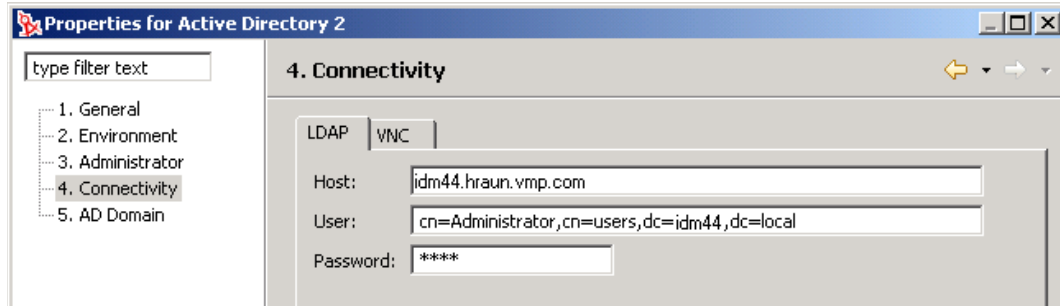 Properties for Active Directory 2
type filter text
1. General
2. Environment
3. Administrator
4. Connectivity
5. AD Domain
4. Connectivity
LDAP VNC
Host: idm44.hraun.vmp.com
User: cn=Administrator,cn=users,dc=idm44,dc=local
Password: ****